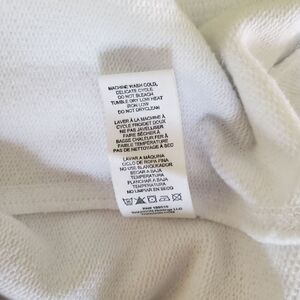 MACHINE WASH COLD,
DELICATE CYCLE
DO NOT BLEACH
TUMBLE DRY LOW HEAT
IRON LOW
DO NOT DRYCLEAN
LAVER À LA MACHINE À
CYCLE FROIDET DOUX
NE PAS JAVELLISER
FAIRE SÉCHER À
BASSE CHALEUR FER À
FAIBLE TEMPÉRATURE
PAS DE NETTOYAGE À SEC
LAVAR A MÁQUINA
CICLO DE ROPA FINA
NO USE BLANQUEADOR
SECAR A BAJA
TEMPERATURA
PLANCHAR A BAJA
TEMPERATURA
NO LIMPIAR EN SECO